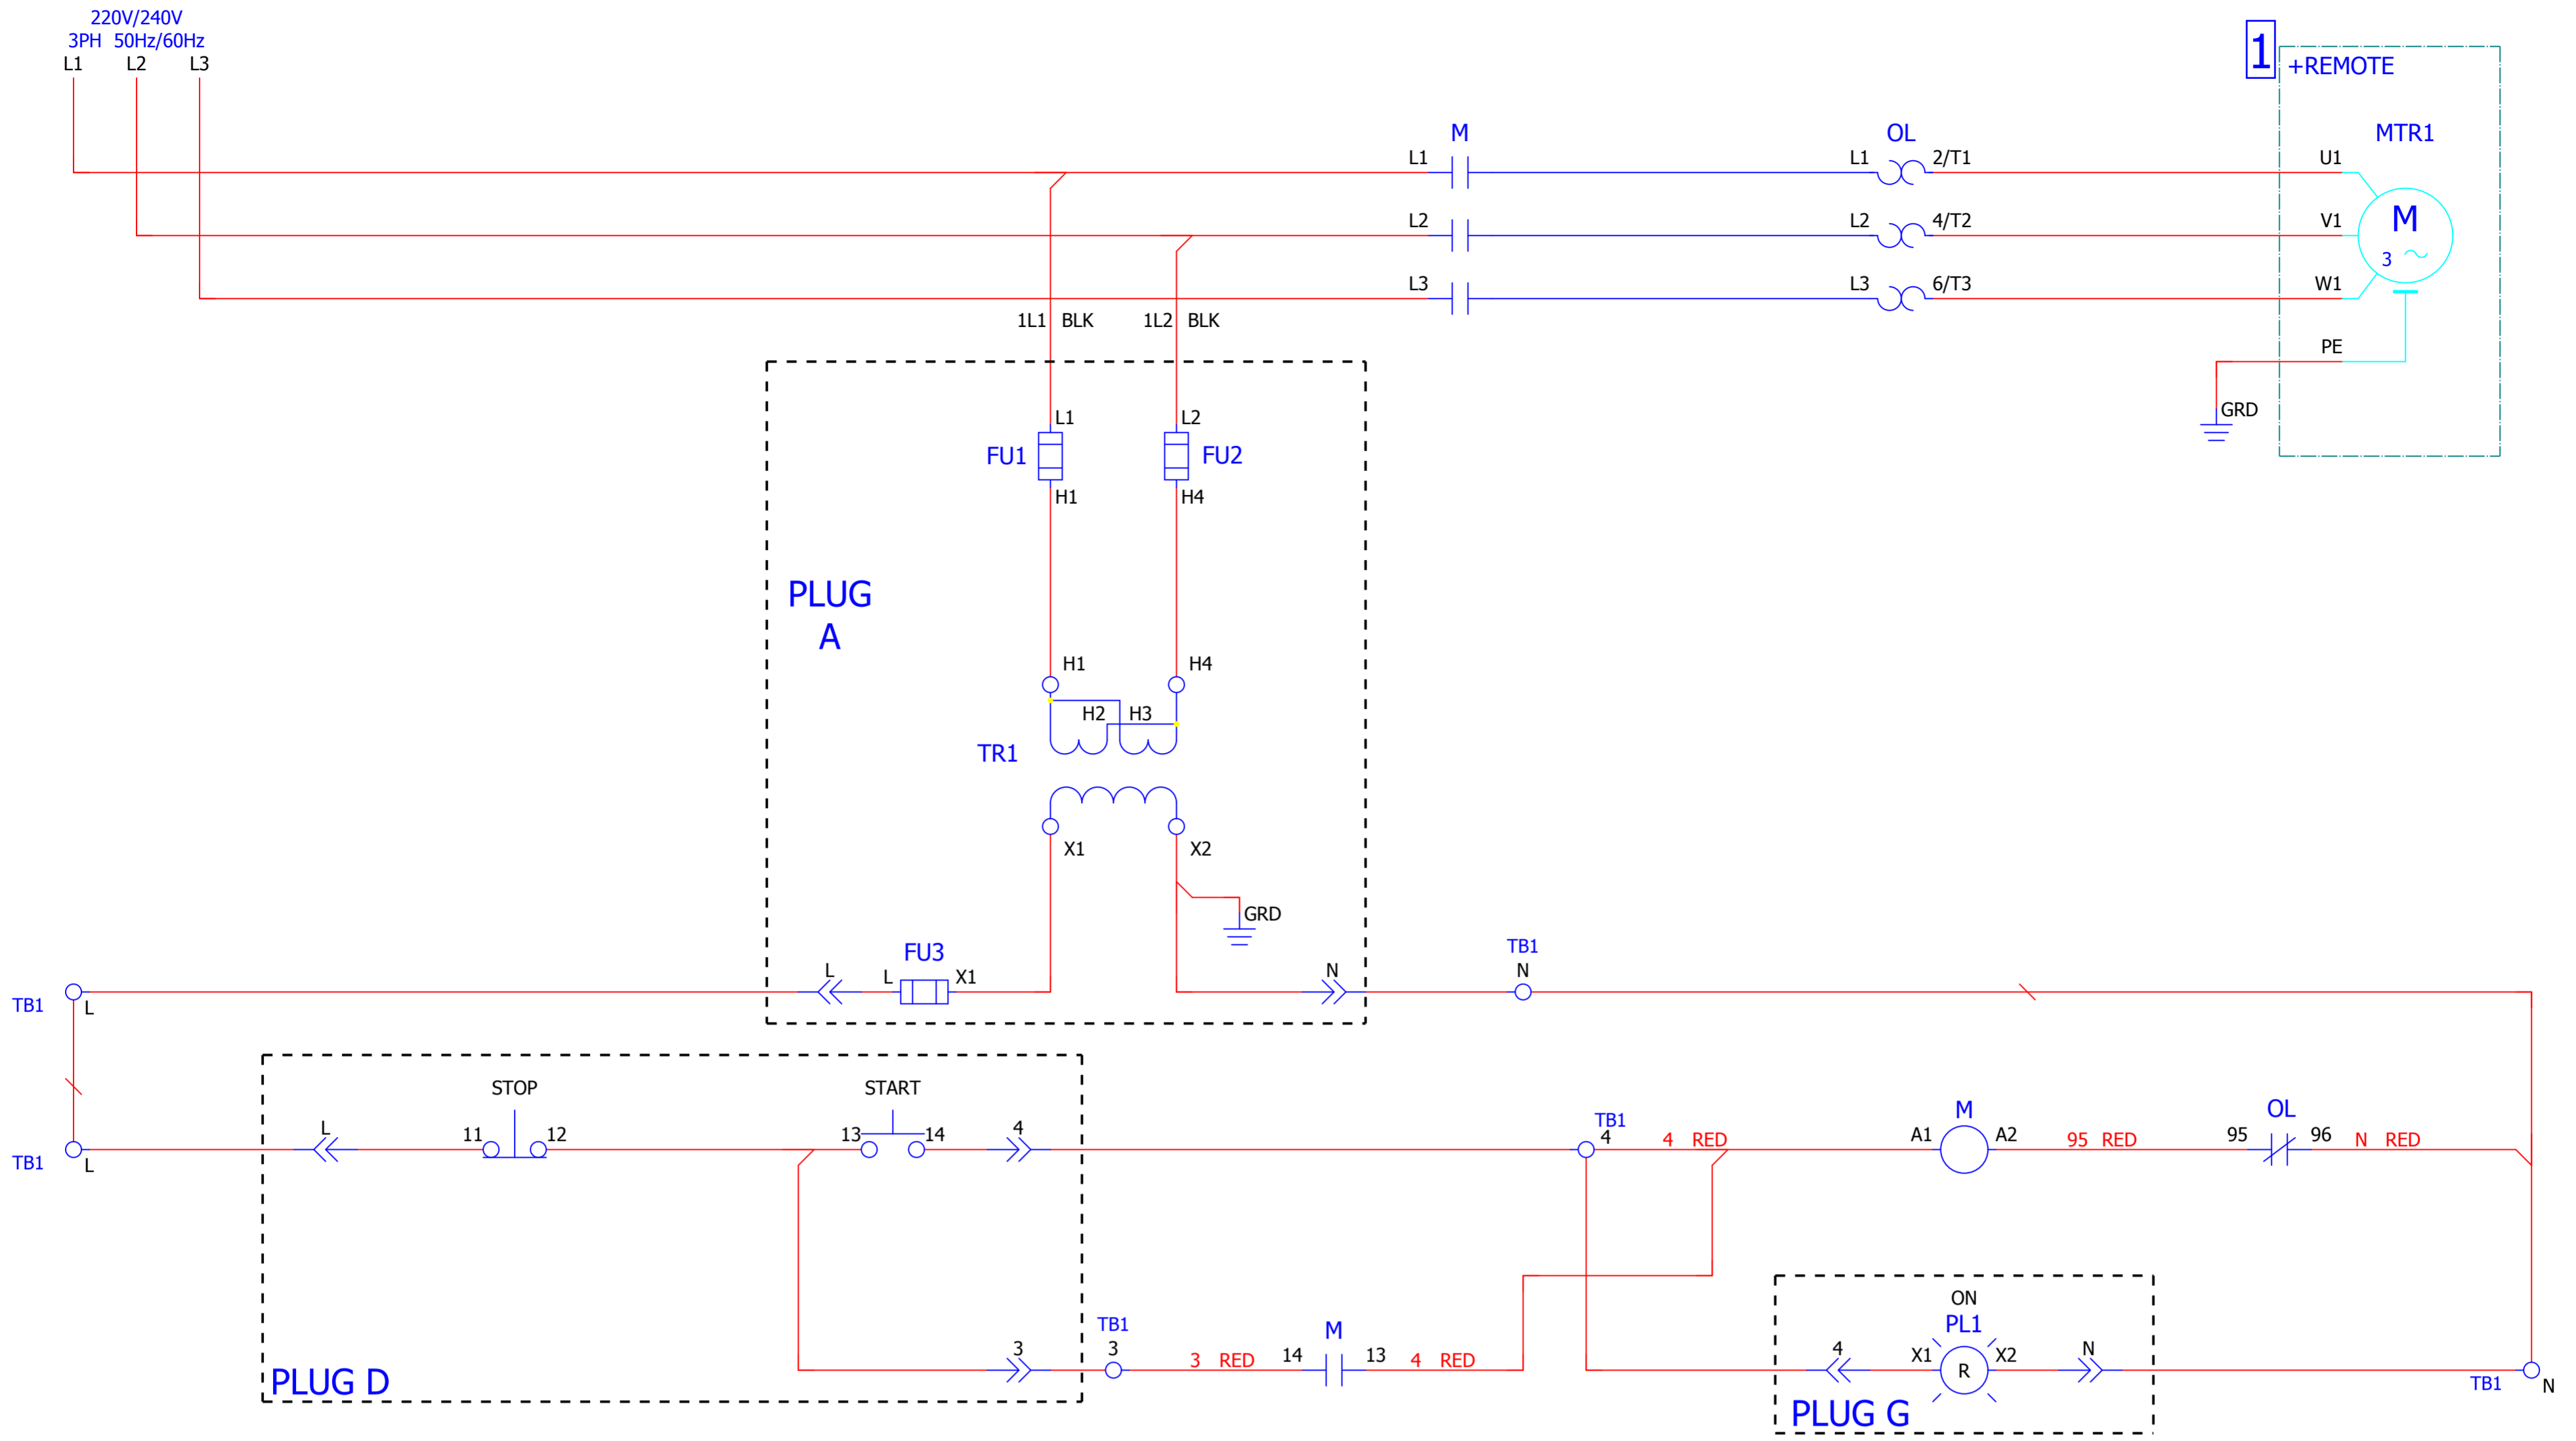 220V/240V
3PH 50Hz/60Hz
L1 L2 L3
1
+REMOTE
M OL MTR1
L1 L1 2/T1 U1
M
L2 L2 4/T2 V1
3
L3 L3 6/T3 W1
1L1 BLK 1L2 BLK
PE
GRD
L1 L2
FU1 FU2
H1 H4
PLUG
A
H1 H4
H2 H3
TR1
X1 X2
GRD
FU3
L L X1 N
TB1
N
TB1 L
STOP START
L 11 12 13 14 4
TB1 L
TB1
4 4 RED
M
A1 A2 95 RED
OL
95 96 N RED
ON
PL1
TB1
3 3
M
3 RED 14 13 4 RED
4 X1 R X2 N
TB1 N
PLUG D
PLUG G